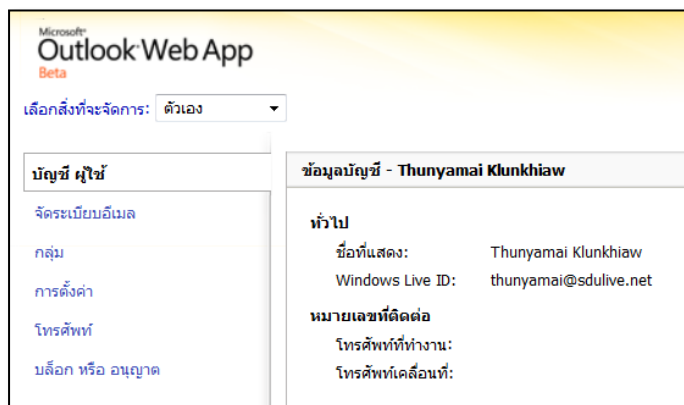 Microsoft®
Outlook Web App
Beta
เลือกสิ่งที่จะจัดการ: ตัวเอง
บัญชี ผู้ใช้
จัดระเบียบอีเมล
กลุ่ม
การตั้งค่า
โทรศัพท์
บล็อก หรือ อนุญาต
ข้อมูลบัญชี - Thunyamai Klunkhiaw
ทั่วไป
ชื่อที่แสดง: Thunyamai Klunkhiaw
Windows Live ID: thunyamai@sdulive.net
หมายเลขที่ติดต่อ
โทรศัพท์ที่ทำงาน:
โทรศัพท์เคลื่อนที่: